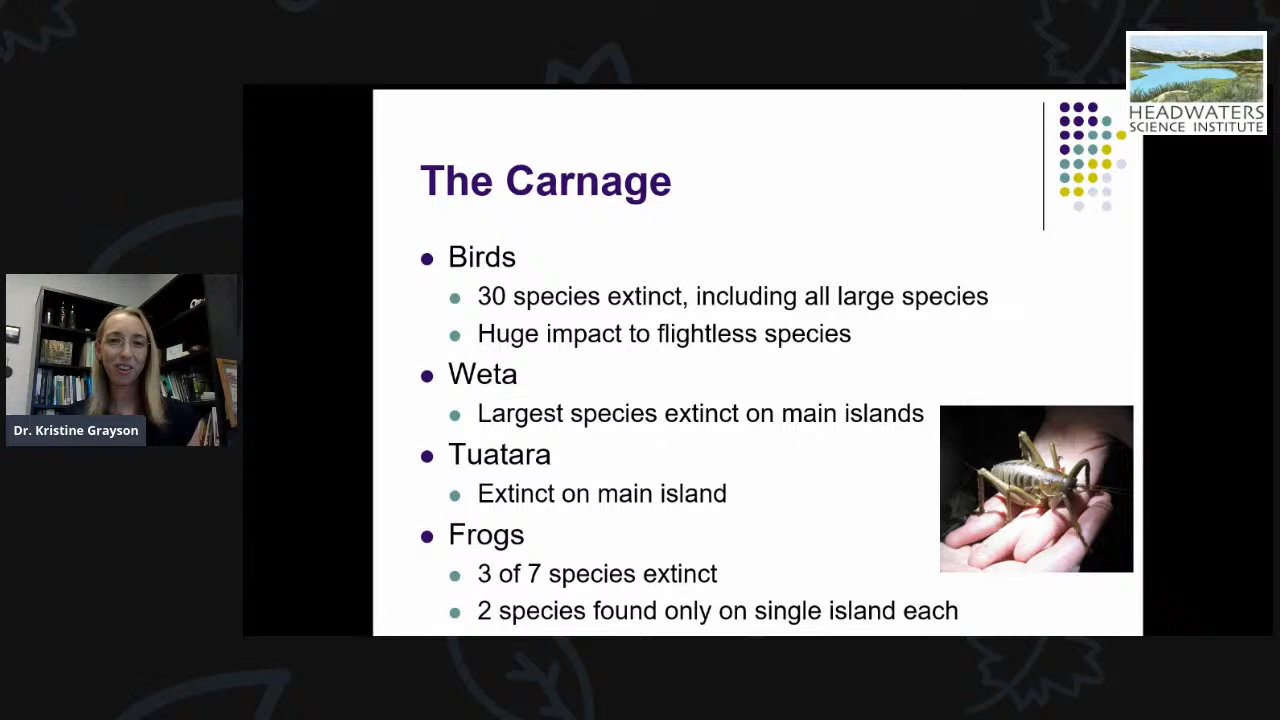 HEADWATERS
SCIENCE INSTITUTE
The Carnage
Birds
30 species extinct, including all large species
Huge impact to flightless species
Weta
Largest species extinct on main islands
Tuatara
Extinct on main island
Frogs
3 of 7 species extinct
2 species found only on single island each
Dr. Kristine Grayson